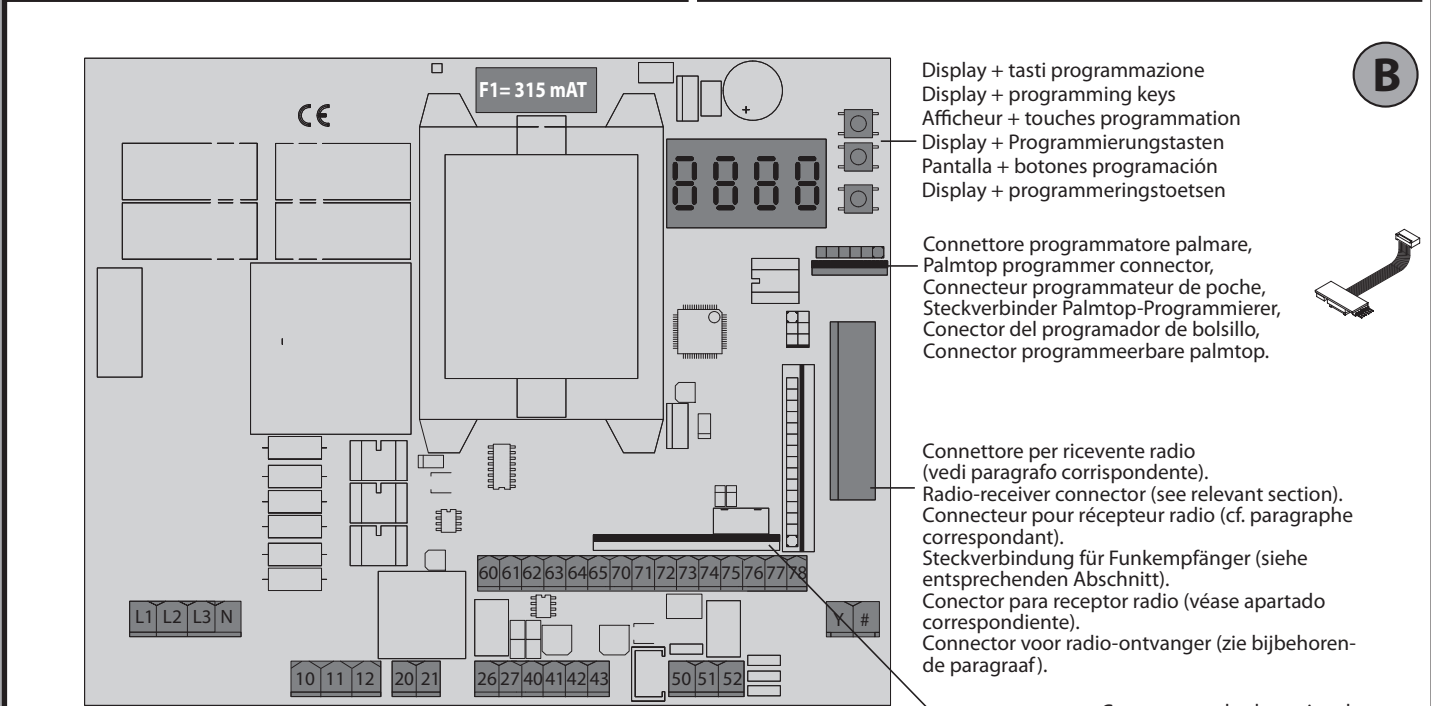 F1= 315 mAT
CE
B
Display + tasti programmazione
Display + programming keys
Afficheur + touches programmation
Display + Programmierungstasten
Pantalla + botones programación
Display + programmeringstoetsen
+
8888
Connettore programmatore palmare,
Palmtop programmer connector,
Connecteur programmateur de poche,
Steckverbinder Palmtop-Programmierer,
Conector del programador de bolsillo,
Connector programmeerbare palmtop.
Connettore per ricevente radio
(vedi paragrafo corrispondente).
Radio-receiver connector (see relevant section).
Connecteur pour récepteur radio (cf. paragraphe
correspondant).
Steckverbindung für Funkempfänger (siehe
entsprechenden Abschnitt).
Conector para receptor radio (véase apartado
correspondiente).
Connector voor radio-ontvanger (zie bijbehoren-
de paragraaf).
60 61 62 63 64 65 70 71 72 73 74 75 76 77 78
L1 L2 L3 N
Y #
10 11 12 20 21 26 27 40 41 42 43 50 51 52